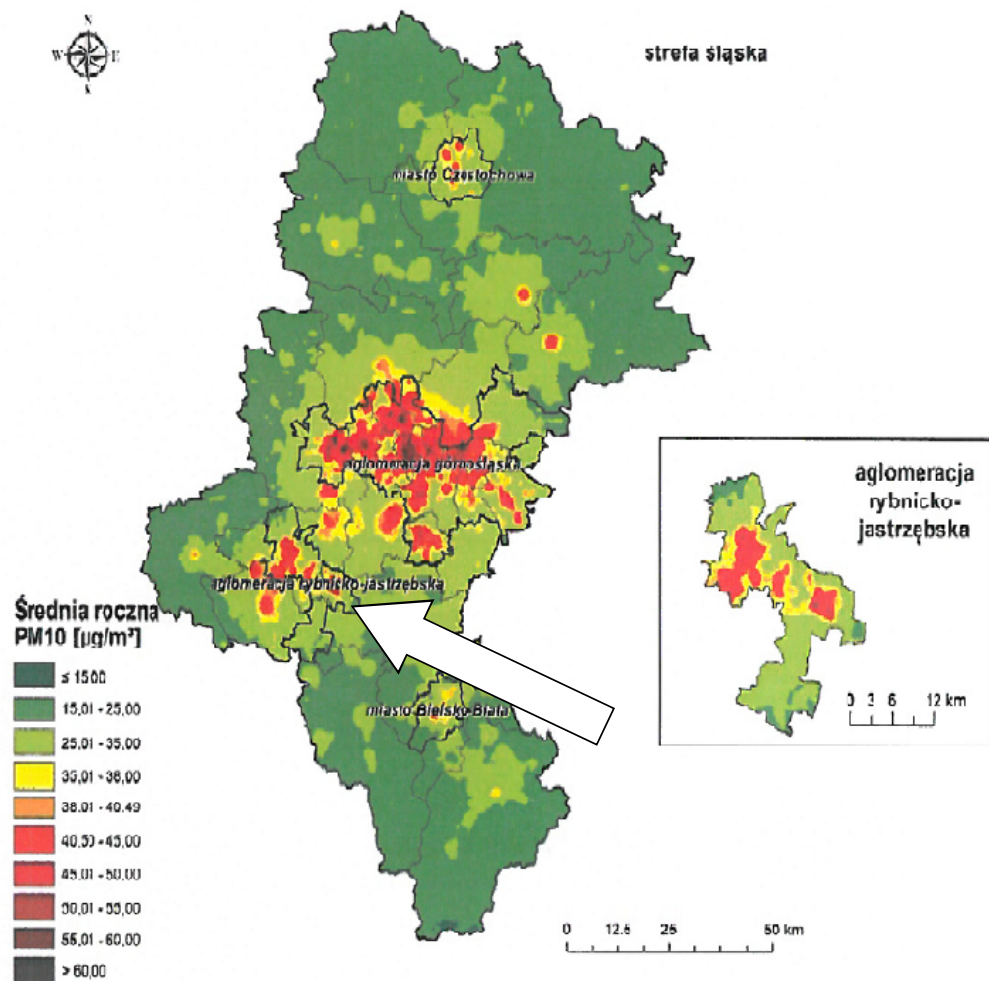 N
W E
strefa śląska
miasto Częstochowa
aglomeracja górnośląska
aglomeracja rybnicko-jastrzębska
miasto Bielsko-Biała
Średnia roczna
PM10 [µg/m³]
≤ 15,00
15,01 - 25,00
25,01 - 35,00
35,01 - 38,00
38,01 - 40,49
40,50 - 45,00
45,01 - 50,00
50,01 - 55,00
55,01 - 60,00
> 60,00
0 12.5 25 50 km
aglomeracja
rybnicko-
jastrzębska
0 3 6 12 km